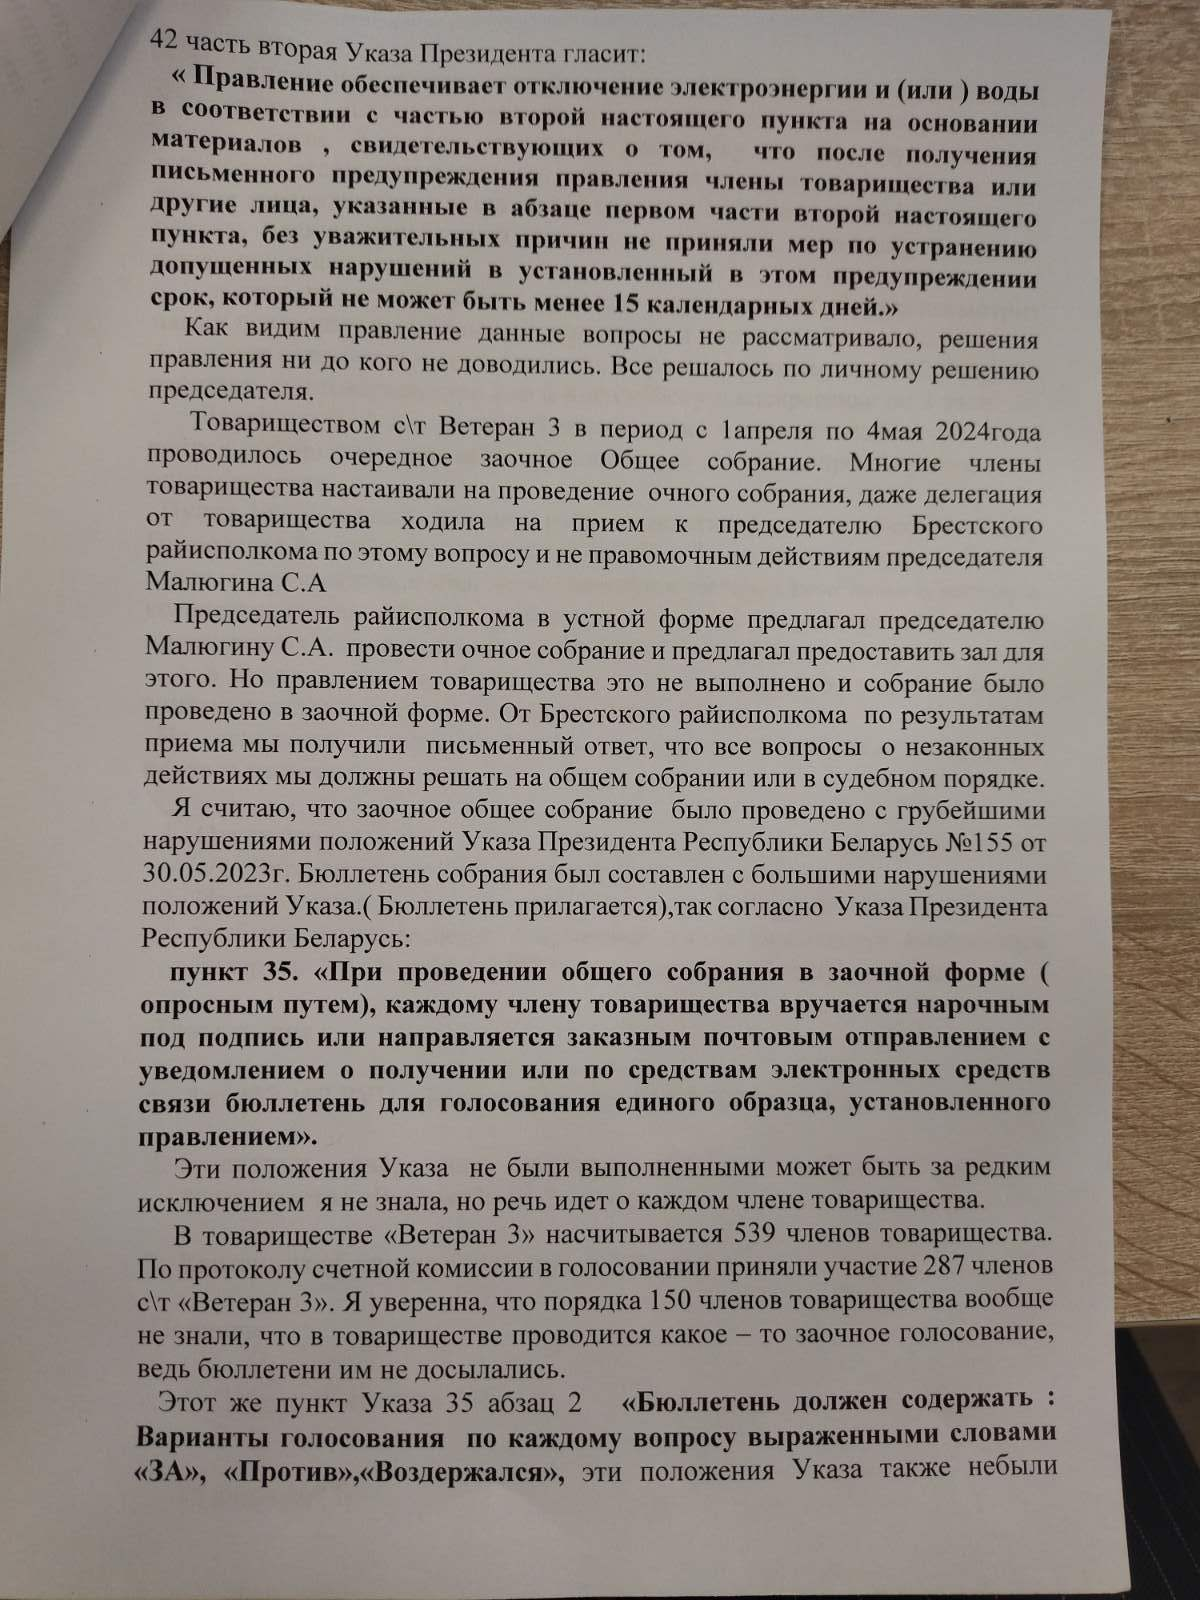 42 часть вторая Указа Президента гласит:
« Правление обеспечивает отключение электроэнергии и (или ) воды
в соответствии с частью второй настоящего пункта на основании
материалов , свидетельствующих о том, что после получения
письменного предупреждения правления члены товарищества или
другие лица, указанные в абзаце первом части второй настоящего
пункта, без уважительных причин не приняли мер по устранению
допущенных нарушений в установленный в этом предупреждении
срок, который не может быть менее 15 календарных дней.»
Как видим правление данные вопросы не рассматривало, решения
правления ни до кого не доводились. Все решалось по личному решению
председателя.
Товариществом с\т Ветеран 3 в период с 1апреля по 4мая 2024года
проводилось очередное заочное Общее собрание. Многие члены
товарищества настаивали на проведение очного собрания, даже делегация
от товарищества ходила на прием к председателю Брестского
райисполкома по этому вопросу и не правомочным действиям председателя
Малюгина С.А
Председатель райисполкома в устной форме предлагал председателю
Малюгину С.А. провести очное собрание и предлагал предоставить зал для
этого. Но правлением товарищества это не выполнено и собрание было
проведено в заочной форме. От Брестского райисполкома по результатам
приема мы получили письменный ответ, что все вопросы о незаконных
действиях мы должны решать на общем собрании или в судебном порядке.
Я считаю, что заочное общее собрание было проведено с грубейшими
нарушениями положений Указа Президента Республики Беларусь №155 от
30.05.2023г. Бюллетень собрания был составлен с большими нарушениями
положений Указа.( Бюллетень прилагается),так согласно Указа Президента
Республики Беларусь:
пункт 35. «При проведении общего собрания в заочной форме (
опросным путем), каждому члену товарищества вручается нарочным
под подпись или направляется заказным почтовым отправлением с
уведомлением о получении или по средствам электронных средств
связи бюллетень для голосования единого образца, установленного
правлением».
Эти положения Указа не были выполненными может быть за редким
исключением я не знала, но речь идет о каждом члене товарищества.
В товариществе «Ветеран 3» насчитывается 539 членов товарищества.
По протоколу счетной комиссии в голосовании приняли участие 287 членов
с\т «Ветеран 3». Я уверенна, что порядка 150 членов товарищества вообще
не знали, что в товариществе проводится какое – то заочное голосование,
ведь бюллетени им не досылались.
Этот же пункт Указа 35 абзац 2 «Бюллетень должен содержать :
Варианты голосования по каждому вопросу выраженными словами
«ЗА», «Против»,«Воздержался», эти положения Указа также небыли